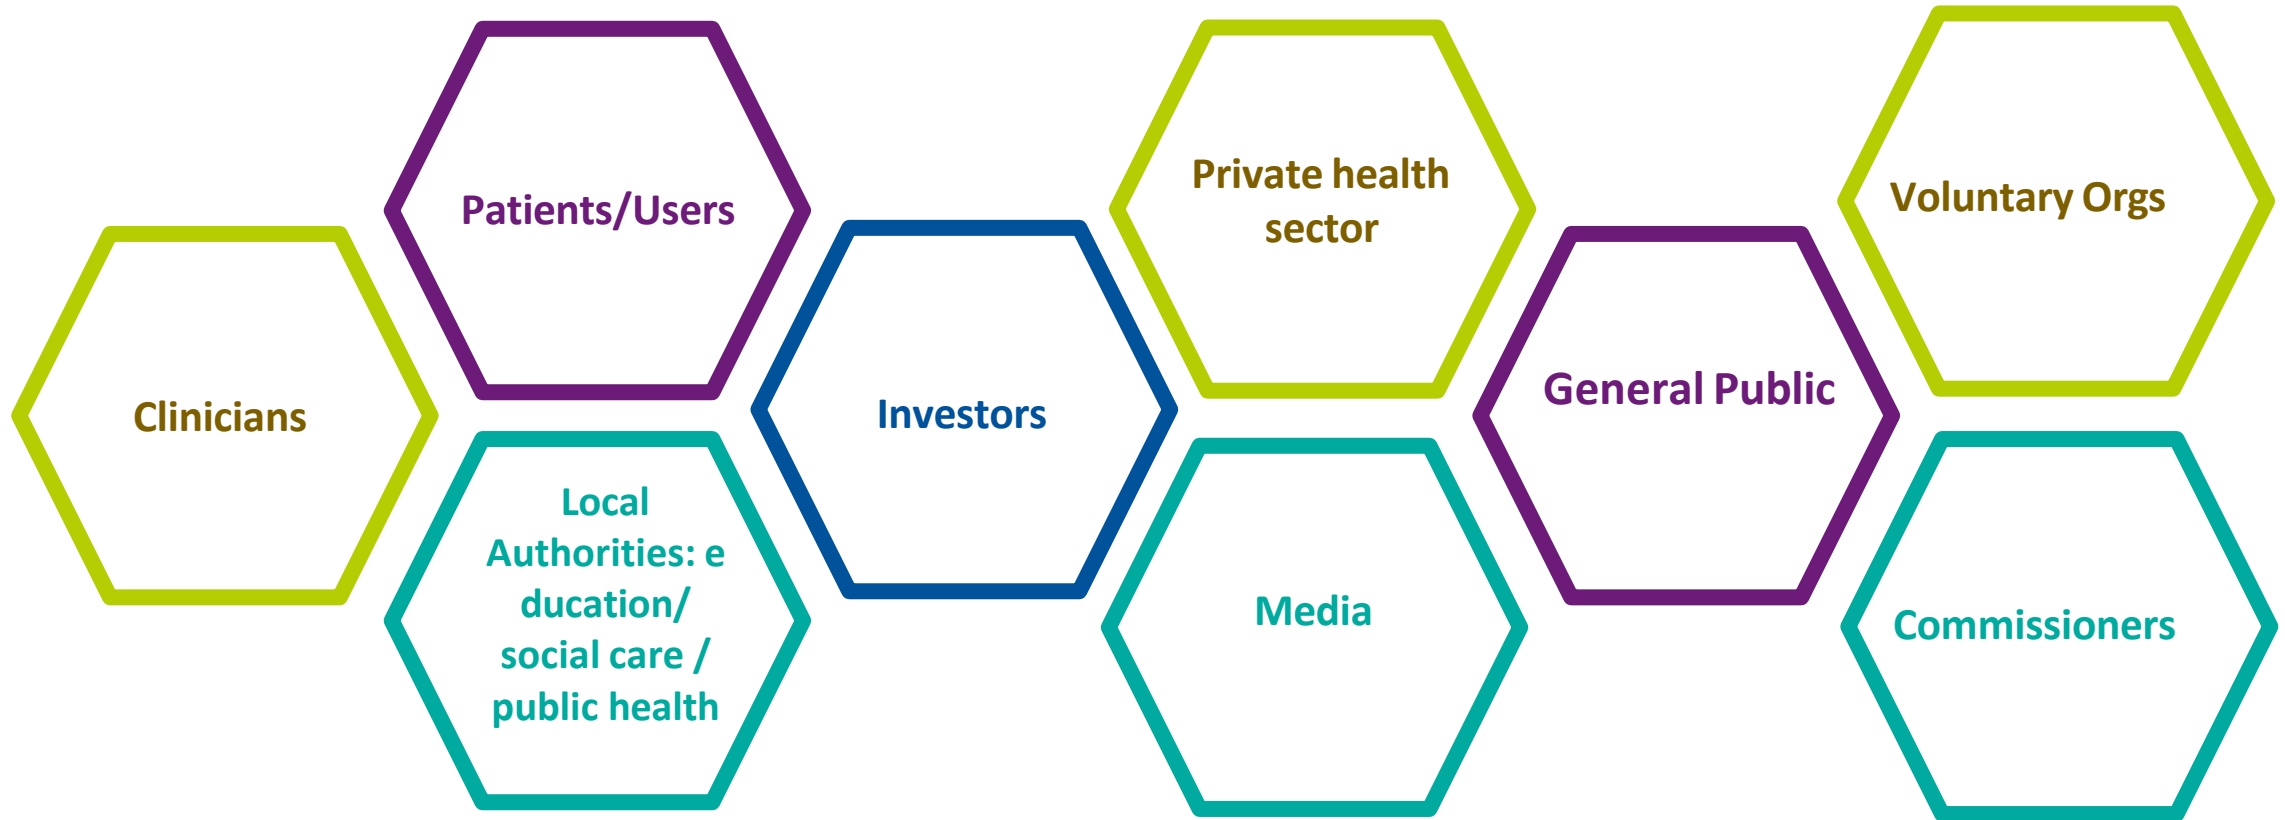 Patients/Users
Private health
sector
Voluntary Orgs
Clinicians
Investors
General Public
Local
Authorities: e
ducation/
social care /
public health
Media
Commissioners